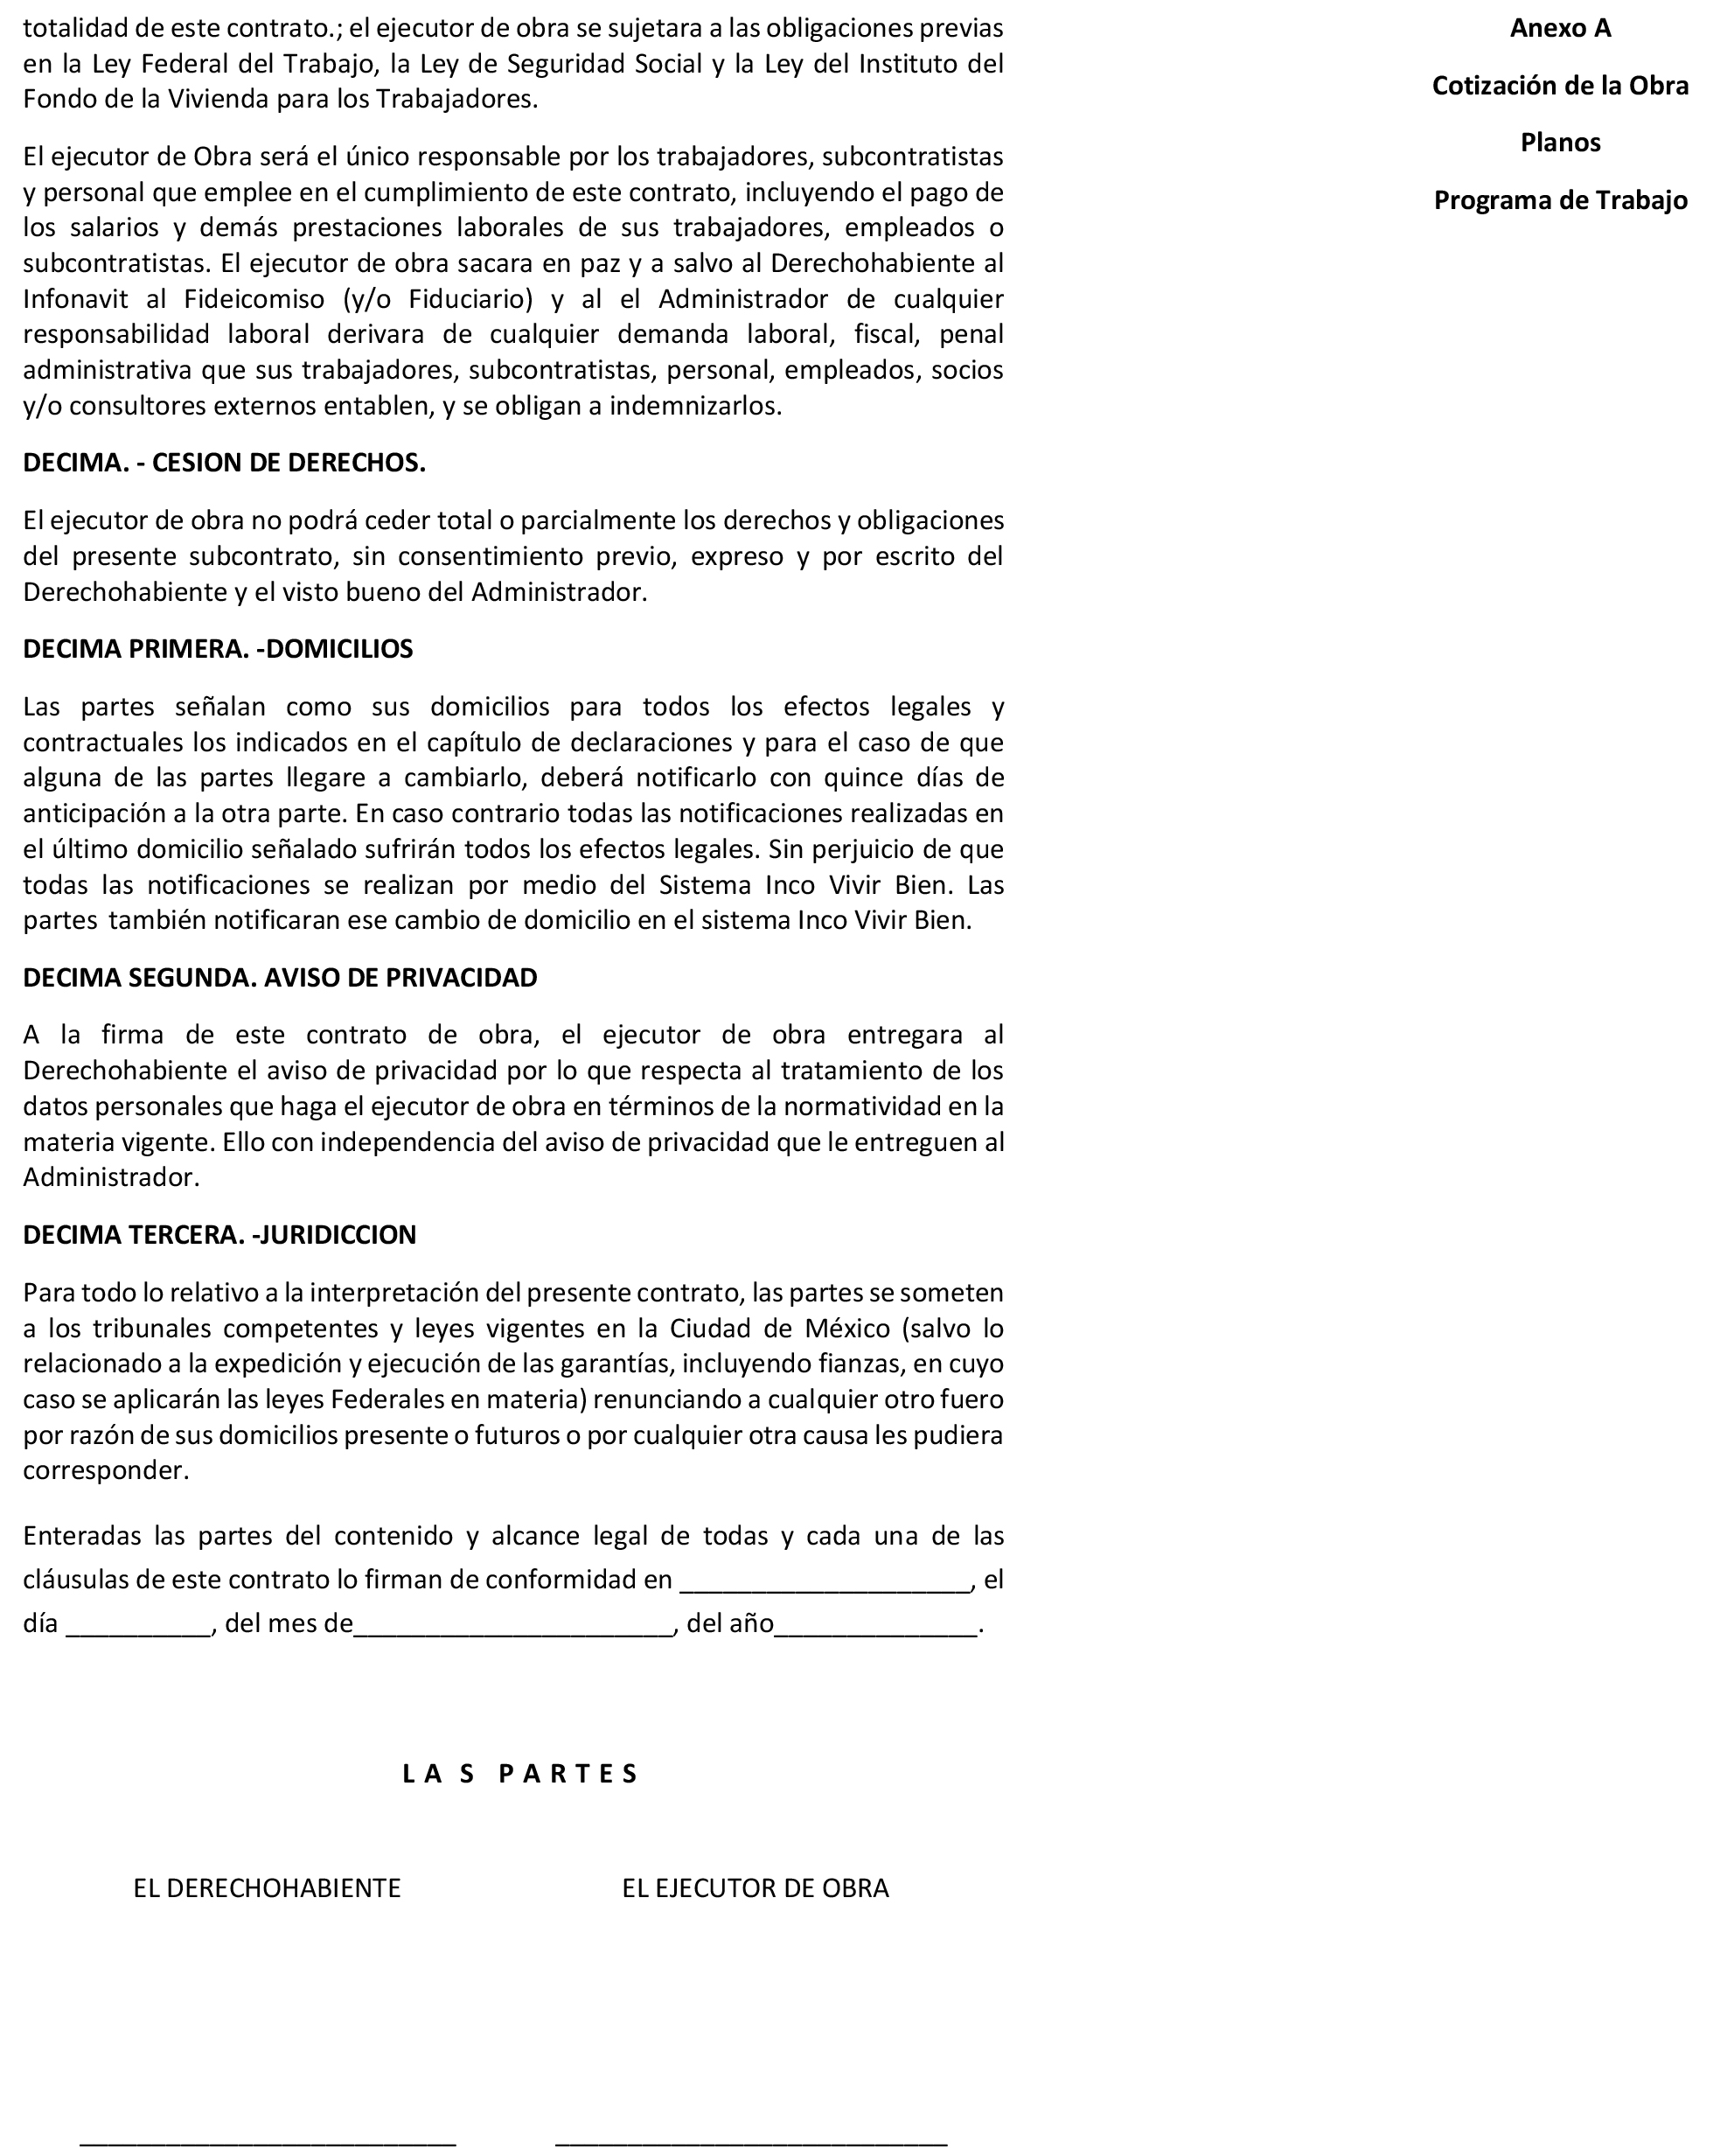 totalidad de este contrato.; el ejecutor de obra se sujetara a las obligaciones previas
en la Ley Federal del Trabajo, la Ley de Seguridad Social y la Ley del Instituto del
Fondo de la Vivienda para los Trabajadores.
El ejecutor de Obra será el único responsable por los trabajadores, subcontratistas
y personal que emplee en el cumplimiento de este contrato, incluyendo el pago de
los salarios y demás prestaciones laborales de sus trabajadores, empleados o
subcontratistas. El ejecutor de obra sacara en paz y a salvo al Derechohabiente al
Infonavit al Fideicomiso (y/o Fiduciario) y al el Administrador de cualquier
responsabilidad laboral derivara de cualquier demanda laboral, fiscal, penal
administrativa que sus trabajadores, subcontratistas, personal, empleados, socios
y/o consultores externos entablen, y se obligan a indemnizarlos.
DECIMA. - CESION DE DERECHOS.
El ejecutor de obra no podrá ceder total o parcialmente los derechos y obligaciones
del presente subcontrato, sin consentimiento previo, expreso y por escrito del
Derechohabiente y el visto bueno del Administrador.
DECIMA PRIMERA. -DOMICILIOS
Las partes señalan como sus domicilios para todos los efectos legales y
contractuales los indicados en el capítulo de declaraciones y para el caso de que
alguna de las partes llegare a cambiarlo, deberá notificarlo con quince días de
anticipación a la otra parte. En caso contrario todas las notificaciones realizadas en
el último domicilio señalado sufrirán todos los efectos legales. Sin perjuicio de que
todas las notificaciones se realizan por medio del Sistema Inco Vivir Bien. Las
partes también notificaran ese cambio de domicilio en el sistema Inco Vivir Bien.
DECIMA SEGUNDA. AVISO DE PRIVACIDAD
A la firma de este contrato de obra, el ejecutor de obra entregara al
Derechohabiente el aviso de privacidad por lo que respecta al tratamiento de los
datos personales que haga el ejecutor de obra en términos de la normatividad en la
materia vigente. Ello con independencia del aviso de privacidad que le entreguen al
Administrador.
DECIMA TERCERA. -JURIDICCION
Para todo lo relativo a la interpretación del presente contrato, las partes se someten
a los tribunales competentes y leyes vigentes en la Ciudad de México (salvo lo
relacionado a la expedición y ejecución de las garantías, incluyendo fianzas, en cuyo
caso se aplicarán las leyes Federales en materia) renunciando a cualquier otro fuero
por razón de sus domicilios presente o futuros o por cualquier otra causa les pudiera
corresponder.
Enteradas las partes del contenido y alcance legal de todas y cada una de las
cláusulas de este contrato lo firman de conformidad en ____________________, el
día __________, del mes de______________________, del año______________.
L A S P A R T E S
EL DERECHOHABIENTE EL EJECUTOR DE OBRA
__________________________ ___________________________
Anexo A
Cotización de la Obra
Planos
Programa de Trabajo